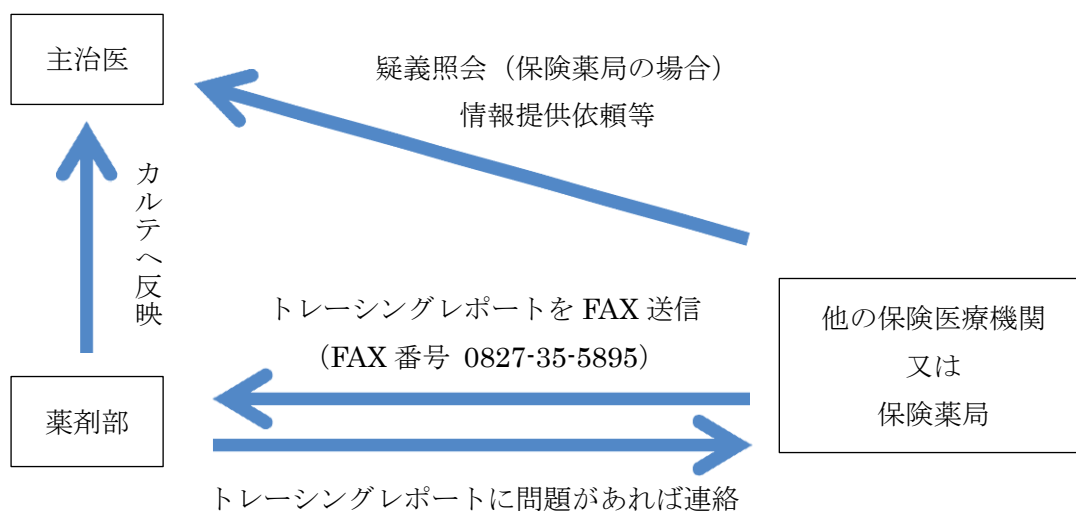 主治医
疑義照会（保険薬局の場合）
情報提供依頼等
カルテへ反映
トレーシングレポートを FAX 送信
（FAX 番号 0827-35-5895）
他の保険医療機関
又は
保険薬局
薬剤部
トレーシングレポートに問題があれば連絡